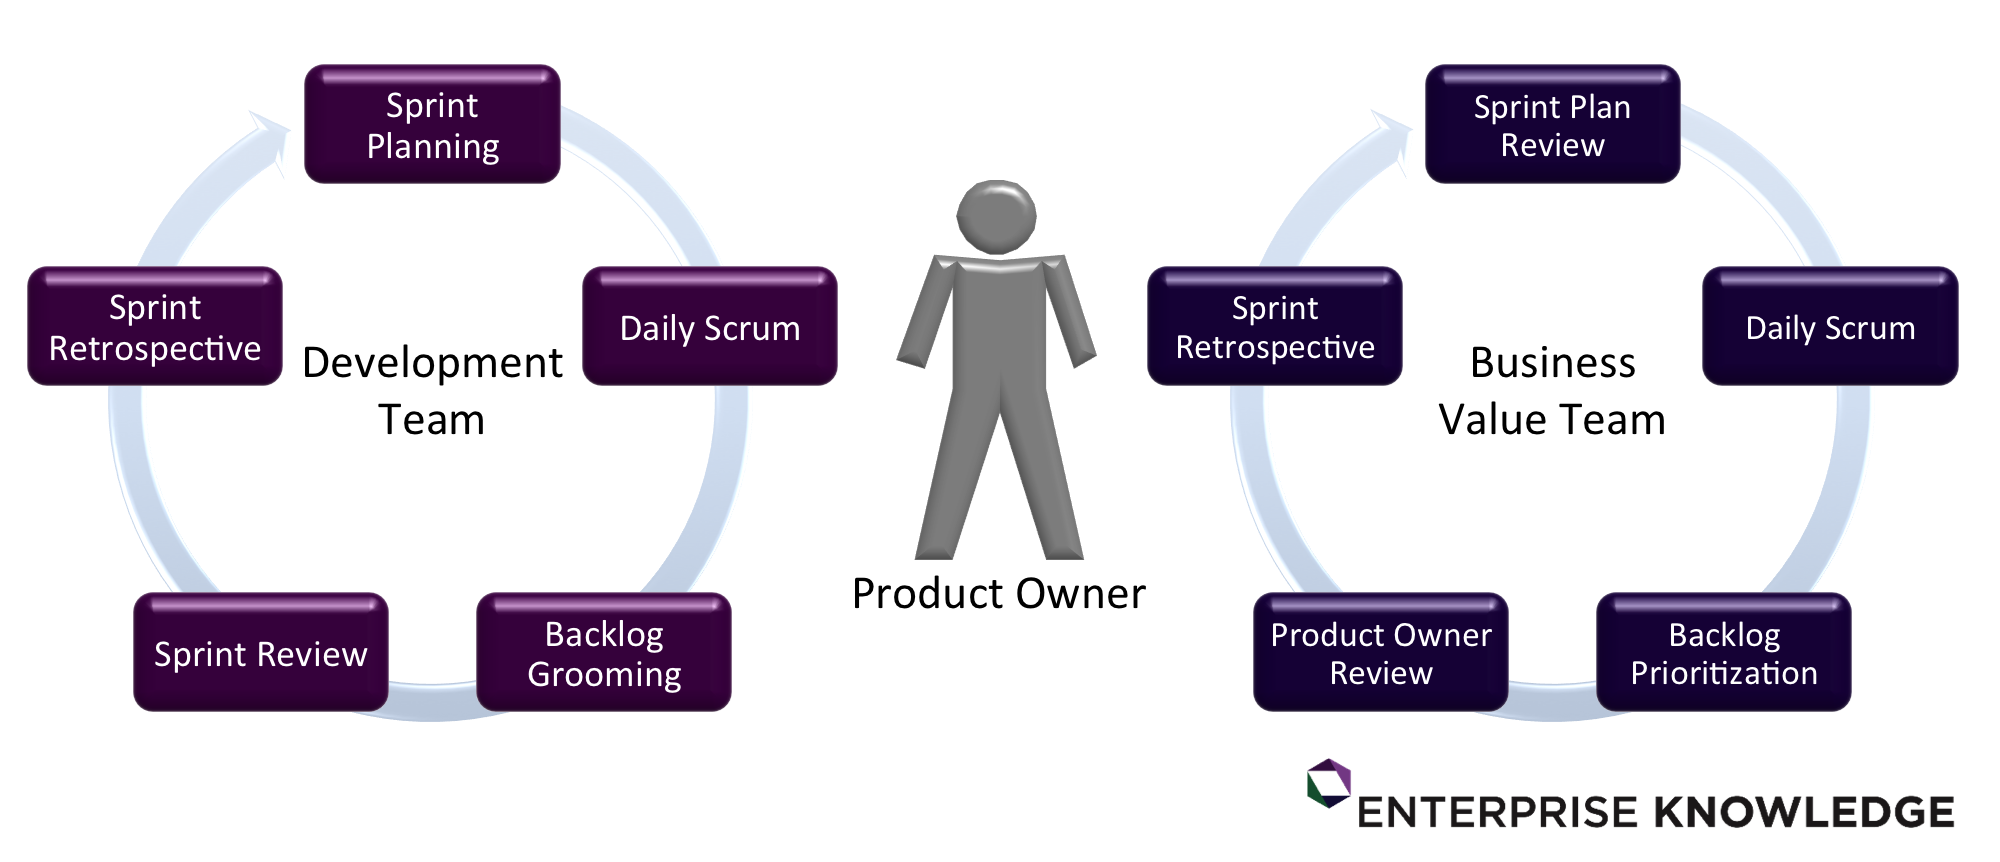 Sprint
Planning
Daily Scrum
Backlog
Grooming
Sprint Review
Sprint
Retrospective
Development
Team
Product Owner
Sprint Plan
Review
Daily Scrum
Backlog
Prioritization
Product Owner
Review
Sprint
Retrospective
Business
Value Team
ENTERPRISE KNOWLEDGE